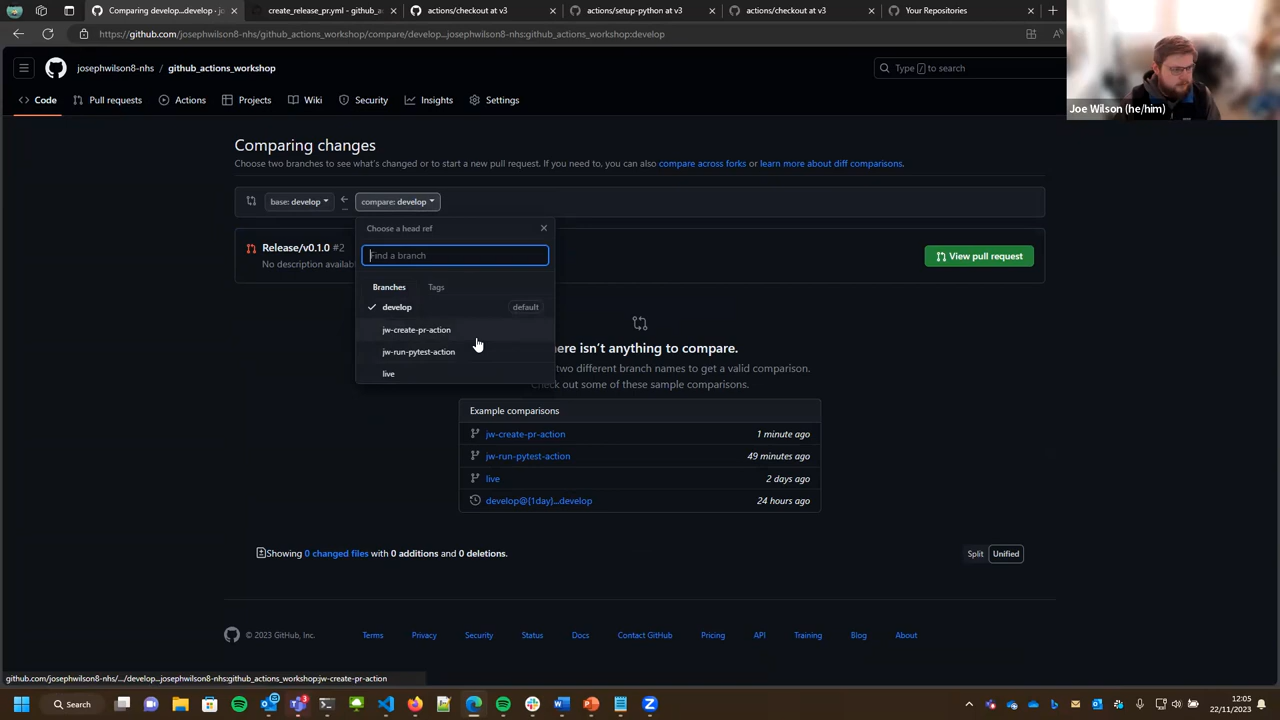 Comparing develop...develop · j
create_release_pr.yml - github_a
actions/checkout at v3
actions/setup-python at v3
actions/checkout at v3
Your Repositories
https://github.com/josephwilson8-nhs/github_actions_workshop/compare/develop...josephwilson8-nhs:github_actions_workshop:develop
josephwilson8-nhs / github_actions_workshop
Type / to search
Joe Wilson (he/him)
Code
Pull requests
Actions
Projects
Wiki
Security
Insights
Settings
Comparing changes
Choose two branches to see what's changed or to start a new pull request. If you need to, you can also compare across forks or learn more about diff comparisons.
base: develop
compare: develop
Choose a head ref
Find a branch
Branches
Tags
develop
default
jw-create-pr-action
jw-run-pytest-action
live
Release/v0.1.0 #2
No description availab
View pull request
ere isn't anything to compare.
two different branch names to get a valid comparison.
Check out some of these sample comparisons.
Example comparisons
jw-create-pr-action
1 minute ago
jw-run-pytest-action
49 minutes ago
live
2 days ago
develop@{1day}...develop
24 hours ago
Showing 0 changed files with 0 additions and 0 deletions.
Split
Unified
© 2023 GitHub, Inc.
Terms
Privacy
Security
Status
Docs
Contact GitHub
Pricing
API
Training
Blog
About
github.com/josephwilson8-nhs/.../develop...josephwilson8-nhs:github_actions_workshop:jw-create-pr-action
Search
12:05
22/11/2023